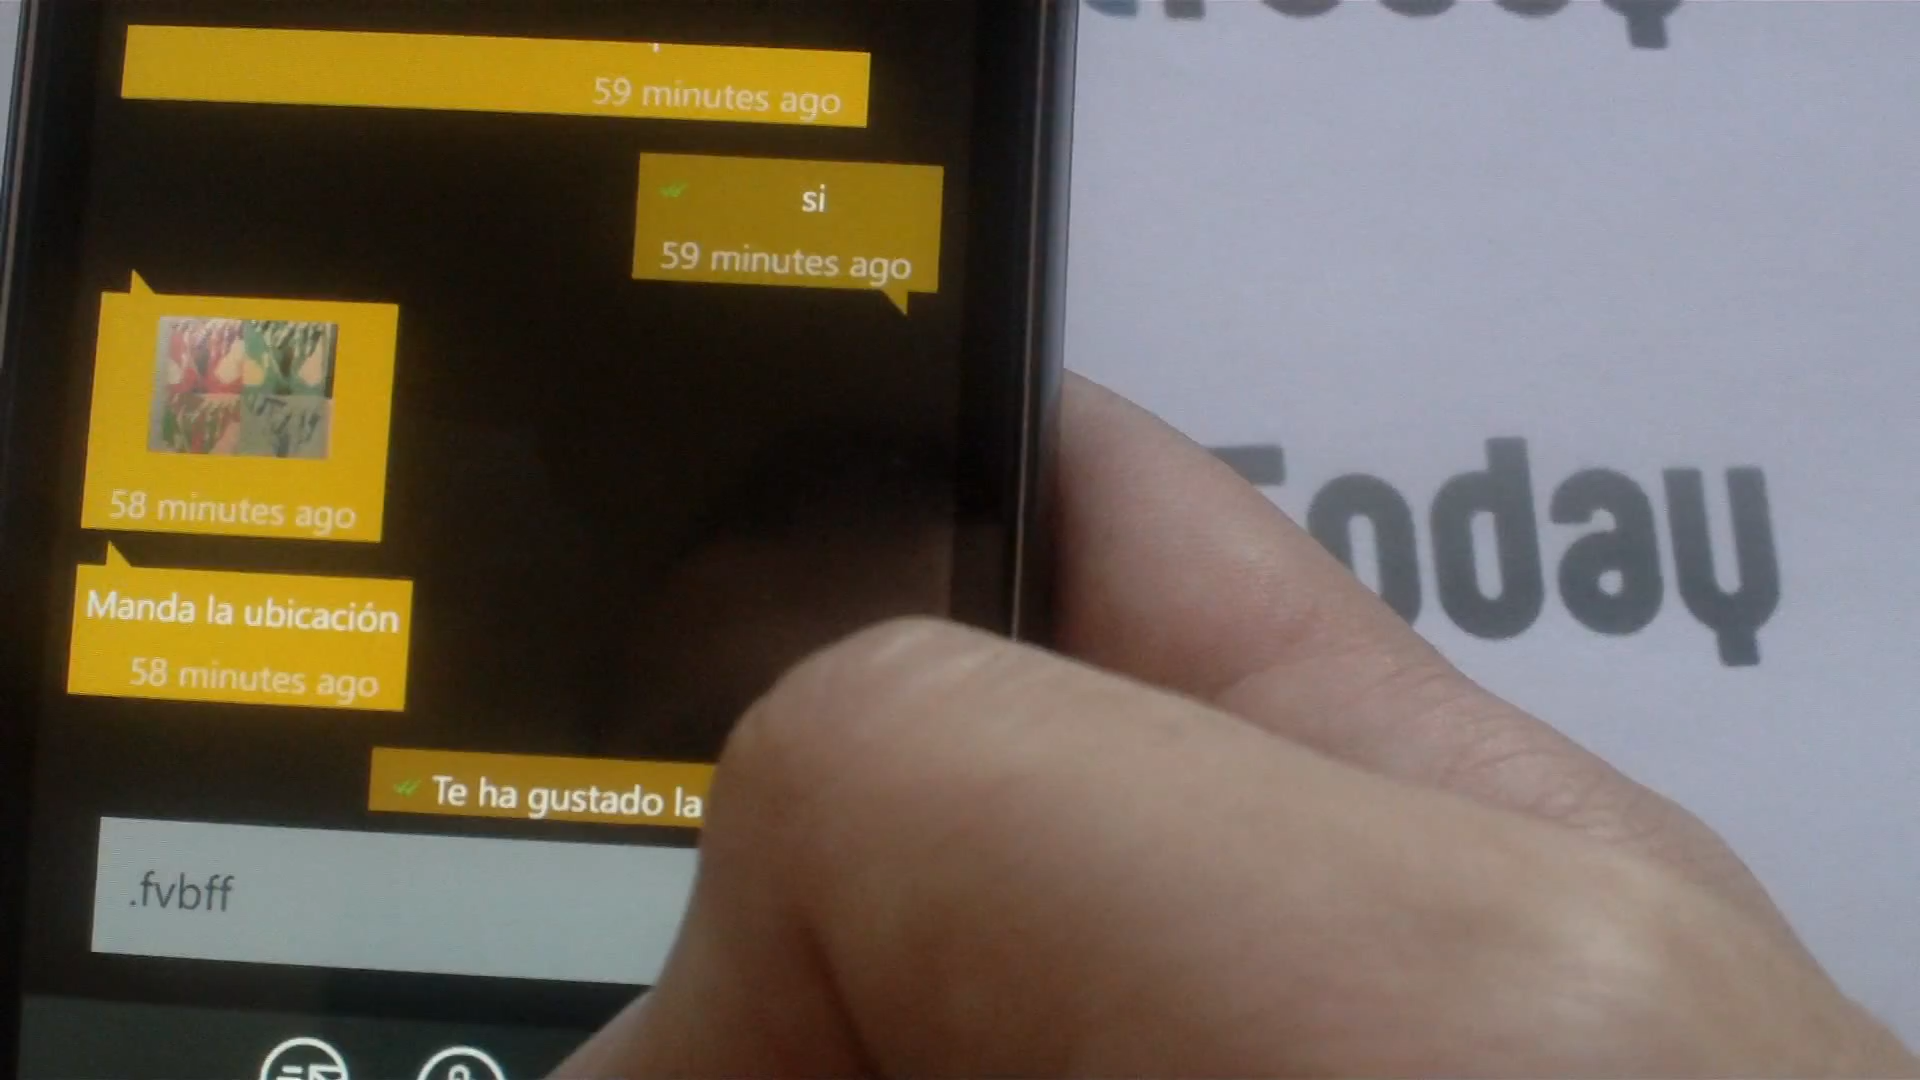 59 minutes ago
si
59 minutes ago
58 minutes ago
Manda la ubicación
58 minutes ago
Te ha gustado la
.fvbff
Today